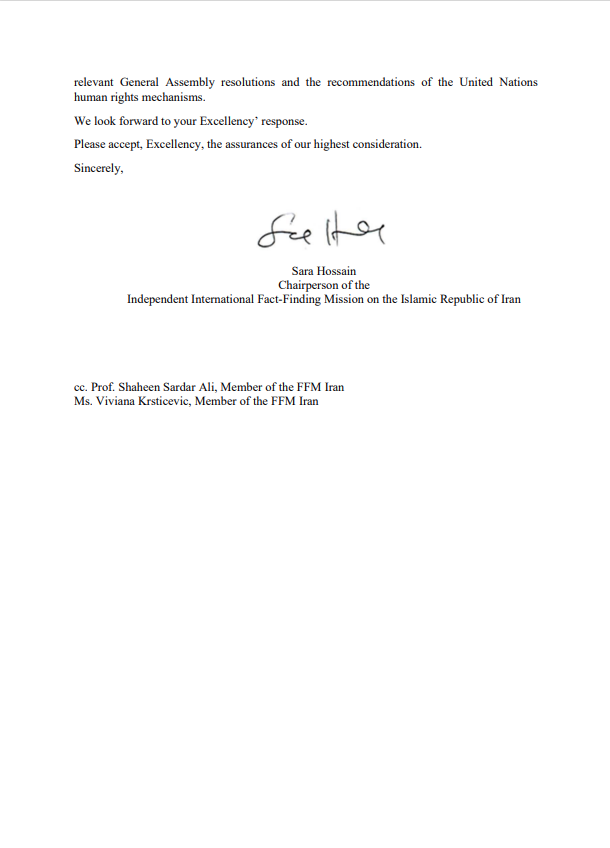 relevant General Assembly resolutions and the recommendations of the United Nations
human rights mechanisms.
We look forward to your Excellency’ response.
Please accept, Excellency, the assurances of our highest consideration.
Sincerely,
Sara Hossain
Chairperson of the
Independent International Fact-Finding Mission on the Islamic Republic of Iran
cc. Prof. Shaheen Sardar Ali, Member of the FFM Iran
Ms. Viviana Krsticevic, Member of the FFM Iran